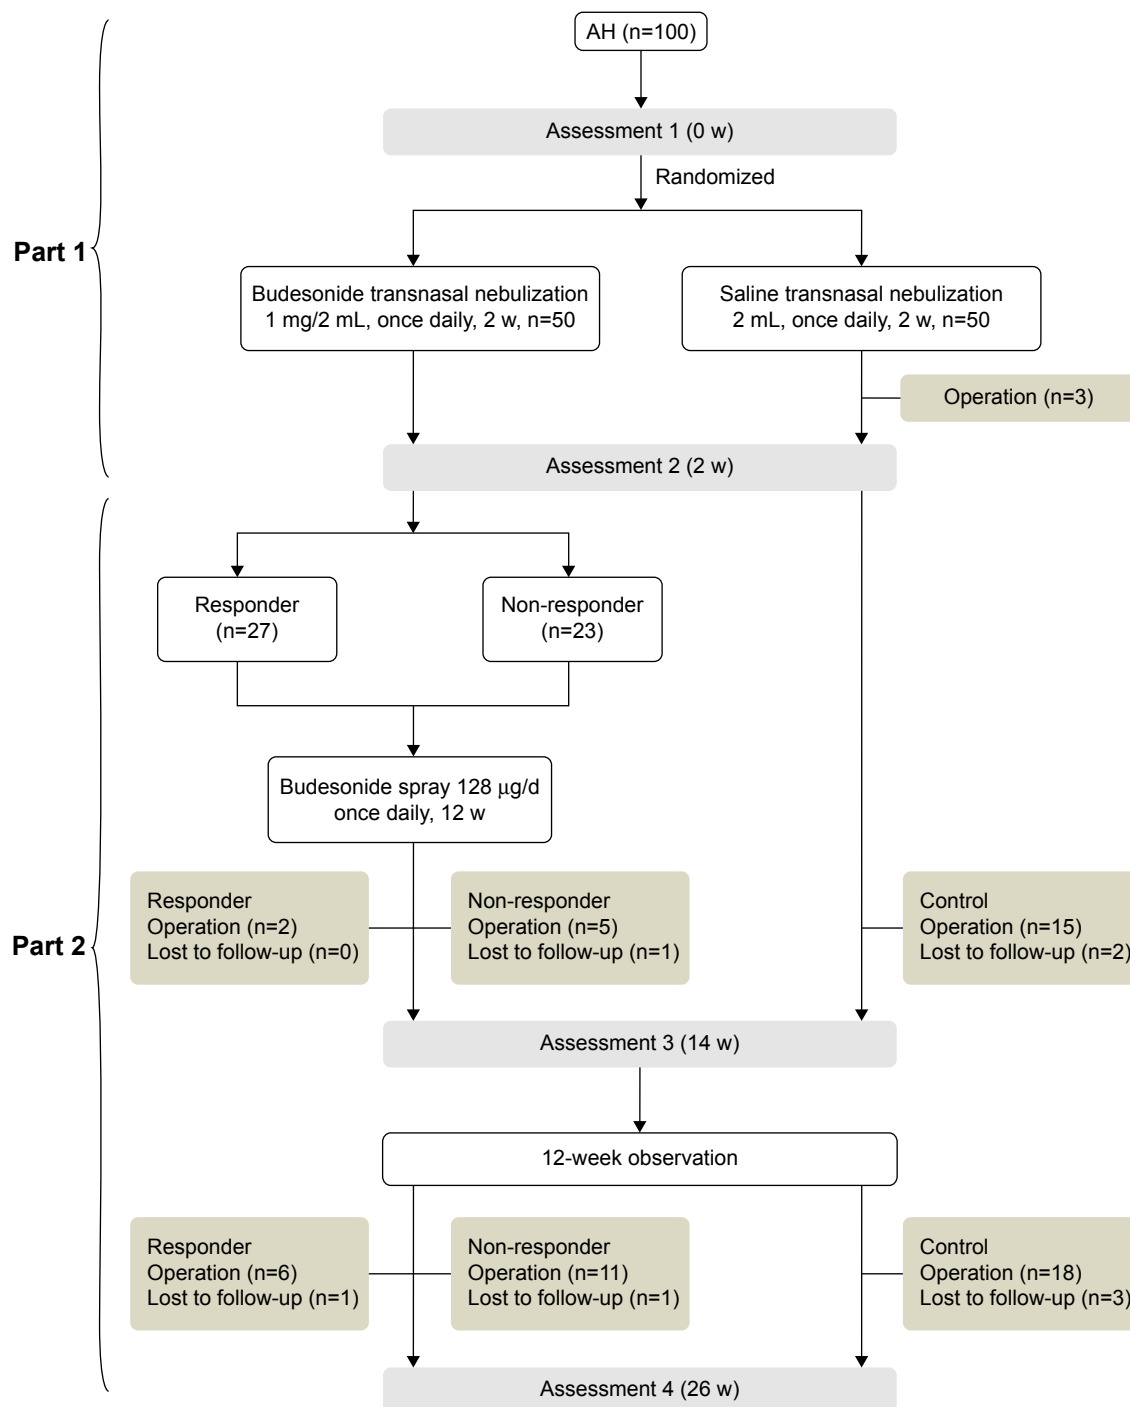 AH (n=100)
Assessment 1 (0 w)
Randomized
Part 1
Budesonide transnasal nebulization
1 mg/2 mL, once daily, 2 w, n=50
Saline transnasal nebulization
2 mL, once daily, 2 w, n=50
Operation (n=3)
Assessment 2 (2 w)
Responder
(n=27)
Non-responder
(n=23)
Budesonide spray 128 μg/d
once daily, 12 w
Part 2
Responder
Operation (n=2)
Lost to follow-up (n=0)
Non-responder
Operation (n=5)
Lost to follow-up (n=1)
Control
Operation (n=15)
Lost to follow-up (n=2)
Assessment 3 (14 w)
12-week observation
Responder
Operation (n=6)
Lost to follow-up (n=1)
Non-responder
Operation (n=11)
Lost to follow-up (n=1)
Control
Operation (n=18)
Lost to follow-up (n=3)
Assessment 4 (26 w)